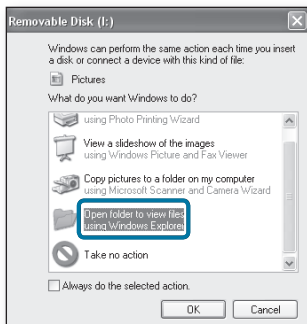 Removable Disk (I:)
Windows can perform the same action each time you insert
a disk or connect a device with this kind of file:
Pictures
What do you want Windows to do?
using Photo Printing Wizard
View a slideshow of the images
using Windows Picture and Fax Viewer
Copy pictures to a folder on my computer
using Microsoft Scanner and Camera Wizard
Open folder to view files
using Windows Explorer
Take no action
Always do the selected action.
OK
Cancel